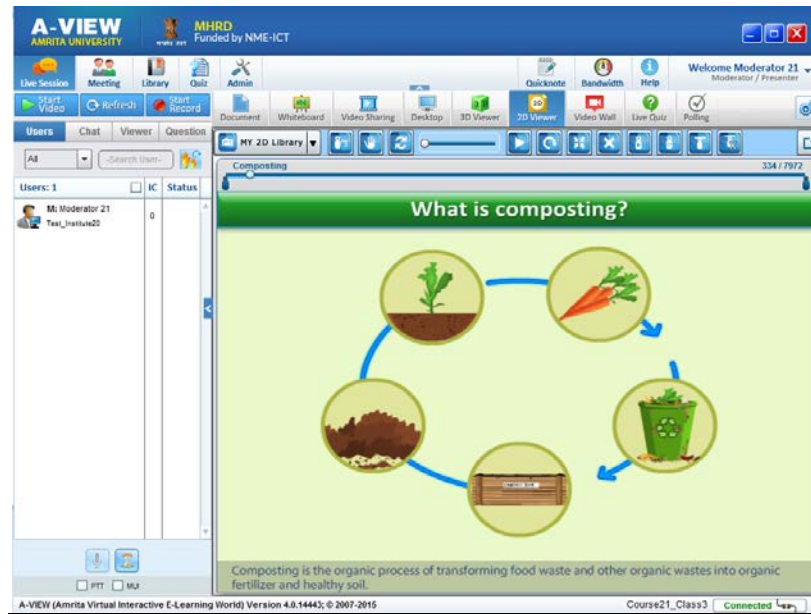 A-VIEW
AMRITA UNIVERSITY
MHRD
Funded by NME-ICT
Live Session
Meeting
Library
Quiz
Admin
Quicknote
Bandwidth
Help
Welcome Moderator 21
Moderator / Presenter
Start Video
Refresh
Start Record
Document
Whiteboard
Video Sharing
Desktop
3D Viewer
2D
2D Viewer
Video Wall
Live Quiz
Polling
Users
Chat
Viewer
Question
MY 2D Library
All
-Search User-
Composting
334 / 7972
Users: 1
IC
Status
M: Moderator 21
Test_Institute20
0
What is composting?
Composting is the organic process of transforming food waste and other organic wastes into organic
fertilizer and healthy soil.
PTT
MUI
A-VIEW (Amrita Virtual Interactive E-Learning World) Version 4.0.14443; © 2007-2015
Course21_Class3
Connected